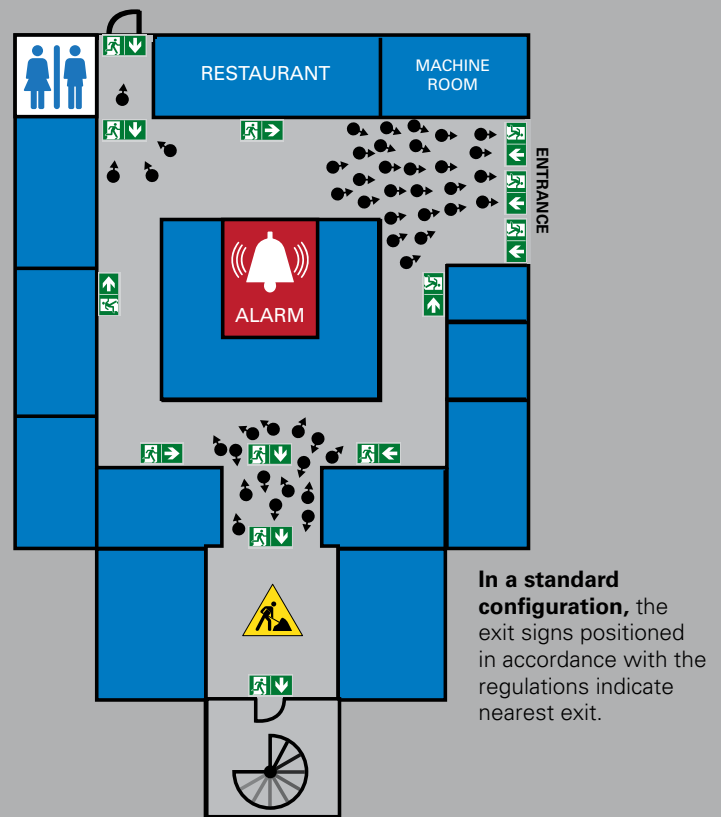 RESTAURANT
MACHINE
ROOM
ENTRANCE
ALARM
In a standard
configuration, the
exit signs positioned
in accordance with the
regulations indicate
nearest exit.